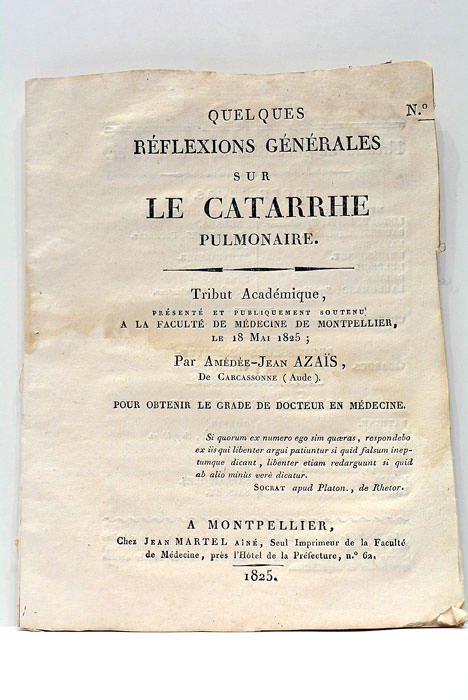 QUELQUES
N.º
RÉFLEXIONS GÉNÉRALES
SUR
LE CATARRHE
PULMONAIRE.
Tribut Académique,
PRÉSENTÉ ET PUBLIQUEMENT SOUTENU
A LA FACULTÉ DE MÉDECINE DE MONTPELLIER,
LE 18 MAI 1825 ;
Par AMÉDÉE-JEAN AZAÏS,
De CARCASSONNE ( Aude ).
POUR OBTENIR LE GRADE DE DOCTEUR EN MÉDECINE.
Si quorum ex numero ego sim quæras, respondebo
ex iis qui libenter argui patiuntur si quid falsum inep-
tumque dicant, libenter etiam redarguunt si quid
ab alio minùs verè dicatur.
SOCRAT apud Platon., de Rhetor.
A MONTPELLIER,
Chez JEAN MARTEL AÎNÉ, Seul Imprimeur de la Faculté
de Médecine, près l'Hôtel de la Préfecture, n.º 62.
1825.